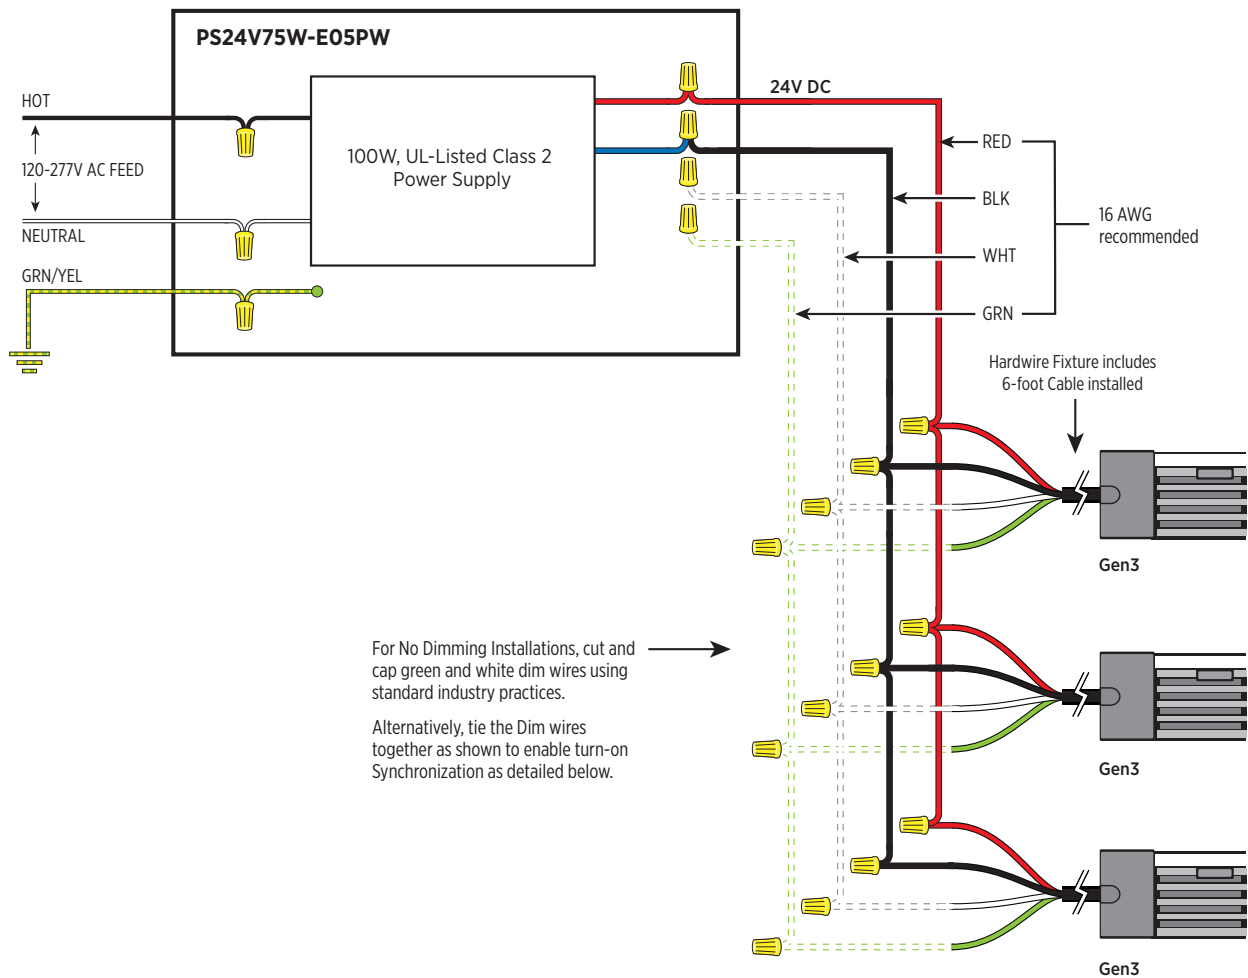 PS24V75W-E05PW
HOT
120-277V AC FEED
NEUTRAL
GRN/YEL
100W, UL-Listed Class 2
Power Supply
24V DC
RED
BLK
WHT
GRN
16 AWG
recommended
Hardwire Fixture includes
6-foot Cable installed
Gen3
For No Dimming Installations, cut and
cap green and white dim wires using
standard industry practices.
Alternatively, tie the Dim wires
together as shown to enable turn-on
Synchronization as detailed below.
Gen3
Gen3